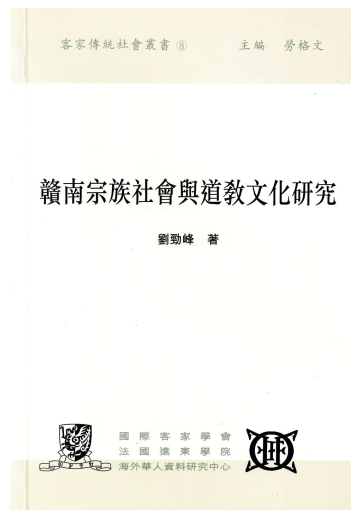 客家傳統社會叢書⑧ 主編 勞格文
贛南宗族社會與道教文化研究
劉勁峰 著
國際客家學會
法國遠東學院
海外華人資料研究中心